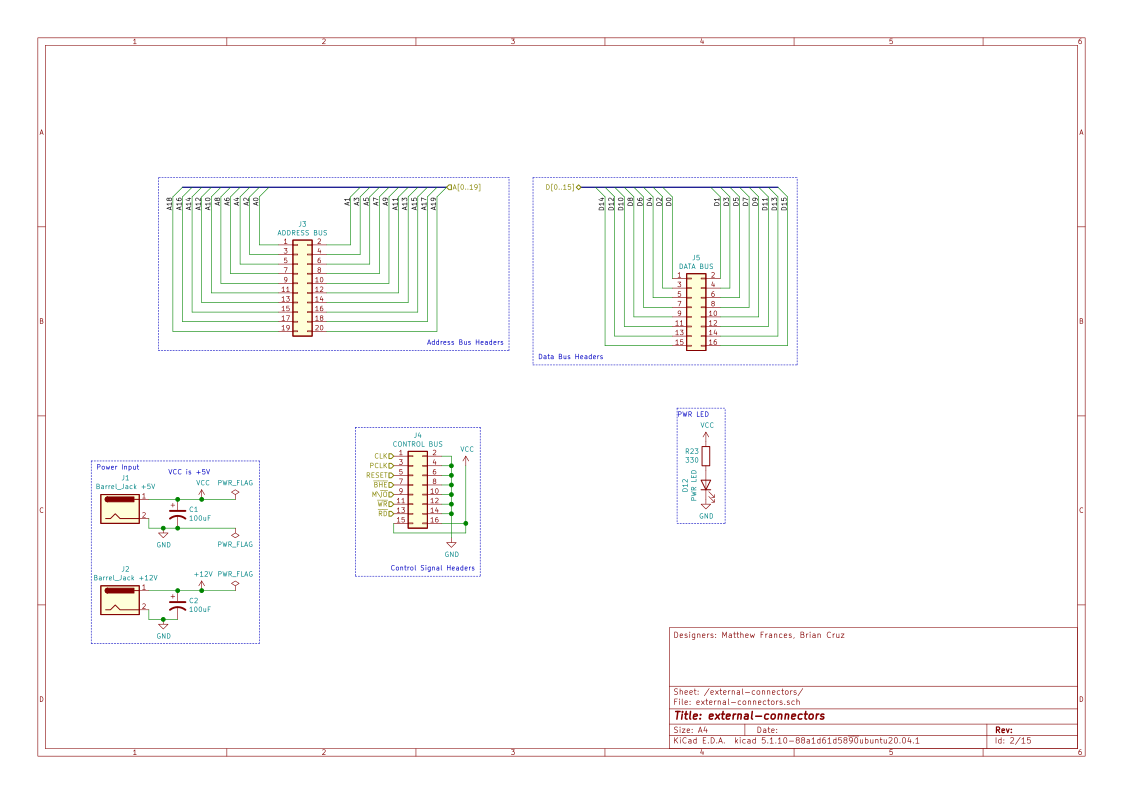 1 2 3 4 5 6
A A
A18 A16 A14 A12 A10 A8 A6 A4 A2 A0 A1 A3 A5 A7 A9 A11 A13 A15 A17 A19 A[0..19]
J3
ADDRESS BUS
1 2
3 4
5 6
7 8
9 10
11 12
13 14
15 16
17 18
19 20
Address Bus Headers
D[0..15] D14 D12 D10 D8 D6 D4 D2 D0 D1 D3 D5 D7 D9 D11 D13 D15
J5
DATA BUS
1 2
3 4
5 6
7 8
9 10
11 12
13 14
15 16
Data Bus Headers
B B
Power Input
VCC is +5V
J1
Barrel_Jack +5V
1
2
VCC
PWR_FLAG
C1
100uF
GND
PWR_FLAG
J2
Barrel_Jack +12V
1
2
+12V
PWR_FLAG
C2
100uF
GND
J4
CONTROL BUS
VCC
CLK 1 2
PCLK 3 4
RESET 5 6
BHE 7 8
M\IO 9 10
WR 11 12
RD 13 14
15 16
GND
Control Signal Headers
PWR LED
VCC
R23
330
D12
PWR LED
GND
C C
Designers: Matthew Frances, Brian Cruz
Sheet: /external-connectors/
File: external-connectors.sch
Title: external-connectors
Size: A4 Date: Rev:
KiCad E.D.A. kicad 5.1.10-88a1d61d5890ubuntu20.04.1 Id: 2/15
D D
1 2 3 4 5 6